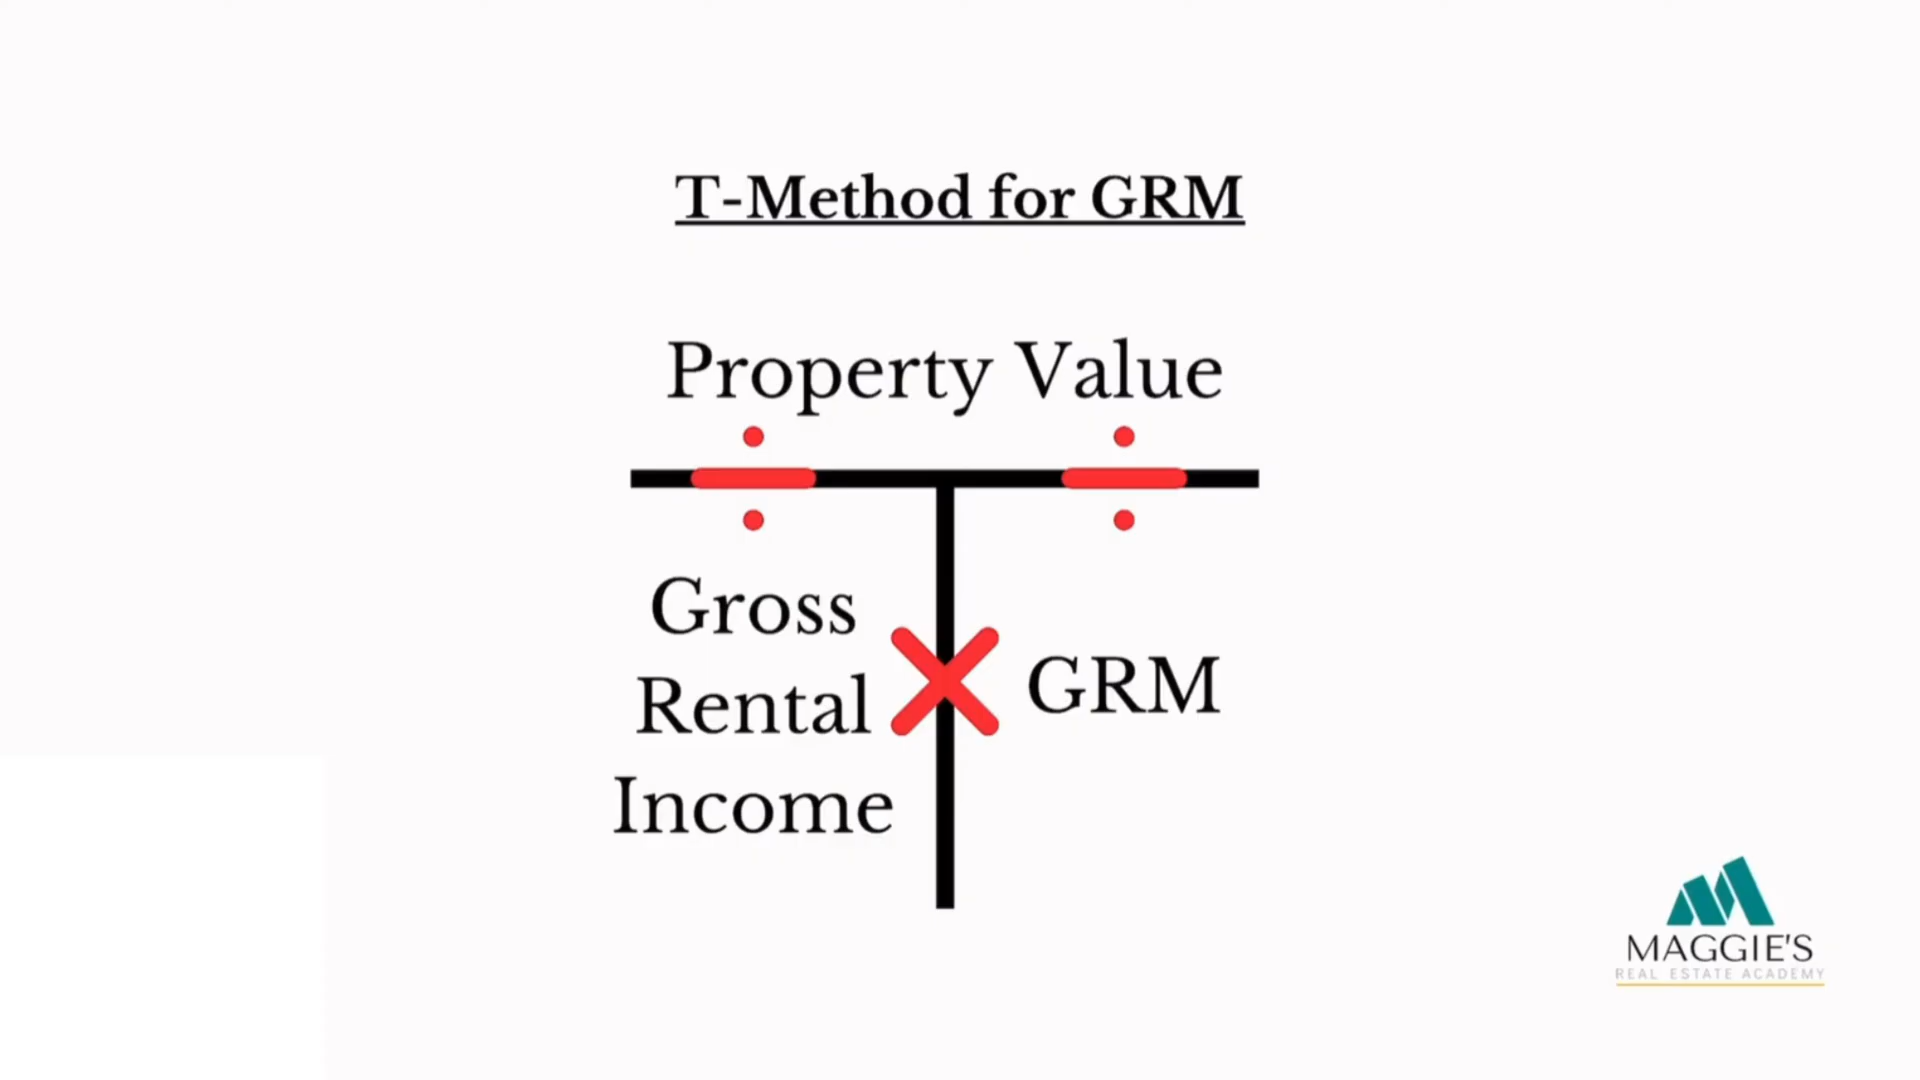 T-Method for GRM
Property Value
Gross
Rental
Income
GRM
MAGGIE'S
REAL ESTATE ACADEMY